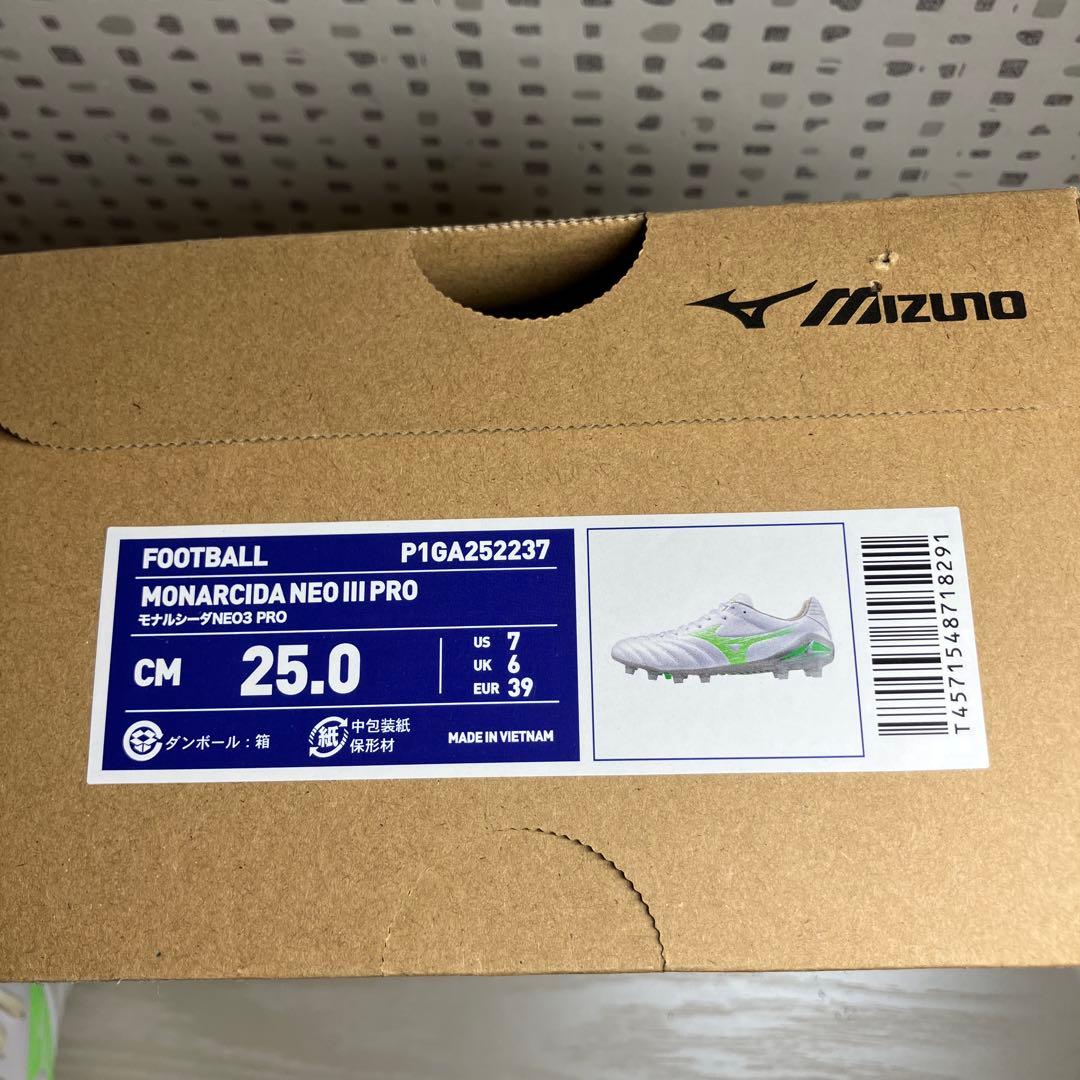 MIZUNO
FOOTBALL P1GA252237
MONARCIDA NEO III PRO
モナルシーダNEO3 PRO
CM 25.0
US 7
UK 6
EUR 39
ダンボール：箱
紙 中包装紙
保形材
MADE IN VIETNAM
T4571548718291